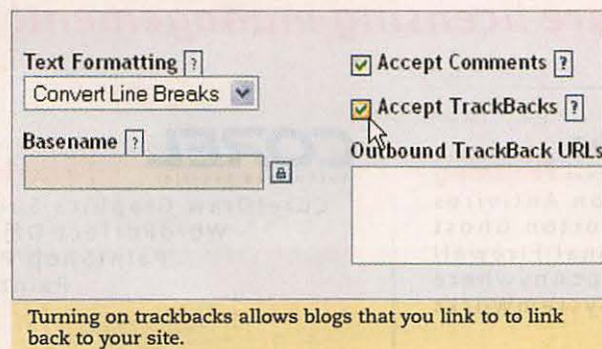 Text Formatting ?
Convert Line Breaks
Basename ?
Accept Comments ?
Accept TrackBacks ?
Outbound TrackBack URLs
Turning on trackbacks allows blogs that you link to to link
back to your site.